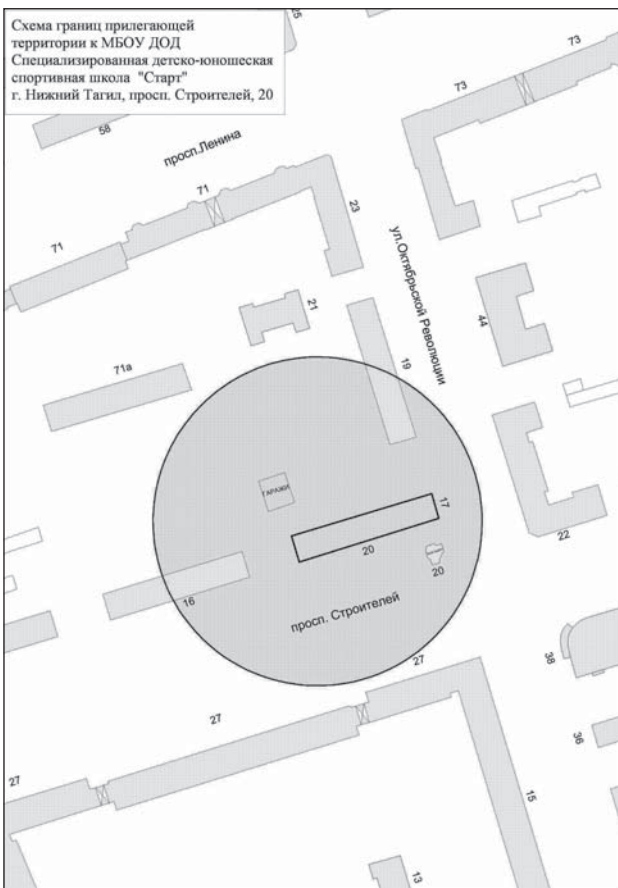 Схема границ прилегающей
территории к МБОУ ДОД
Специализированная детско-юношеская
спортивная школа "Старт"
г. Нижний Тагил, просп. Строителей, 20
25
73
73
58
просп.Ленина
71
71
23
ул.Октябрьской Революции
21
44
19
71а
ГАРАЖИ
17
20
20
22
16
просп. Строителей
27
38
27
36
27
15
13